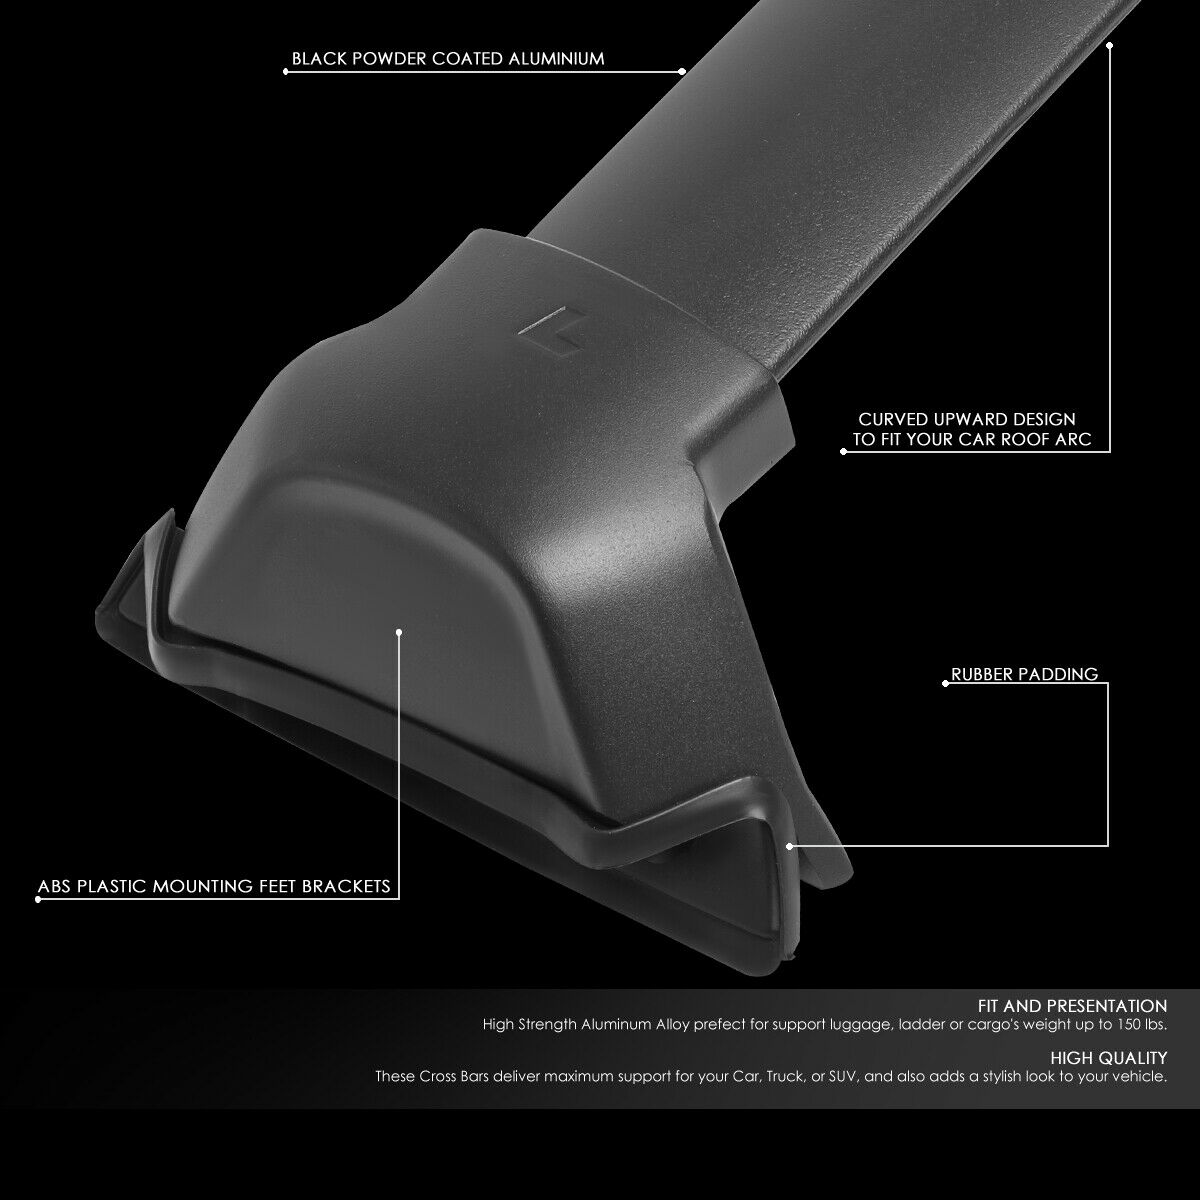 BLACK POWDER COATED ALUMINIUM
CURVED UPWARD DESIGN
TO FIT YOUR CAR ROOF ARC
RUBBER PADDING
ABS PLASTIC MOUNTING FEET BRACKETS
FIT AND PRESENTATION
High Strength Aluminum Alloy prefect for support luggage, ladder or cargo's weight up to 150 lbs.
HIGH QUALITY
These Cross Bars deliver maximum support for your Car, Truck, or SUV, and also adds a stylish look to your vehicle.